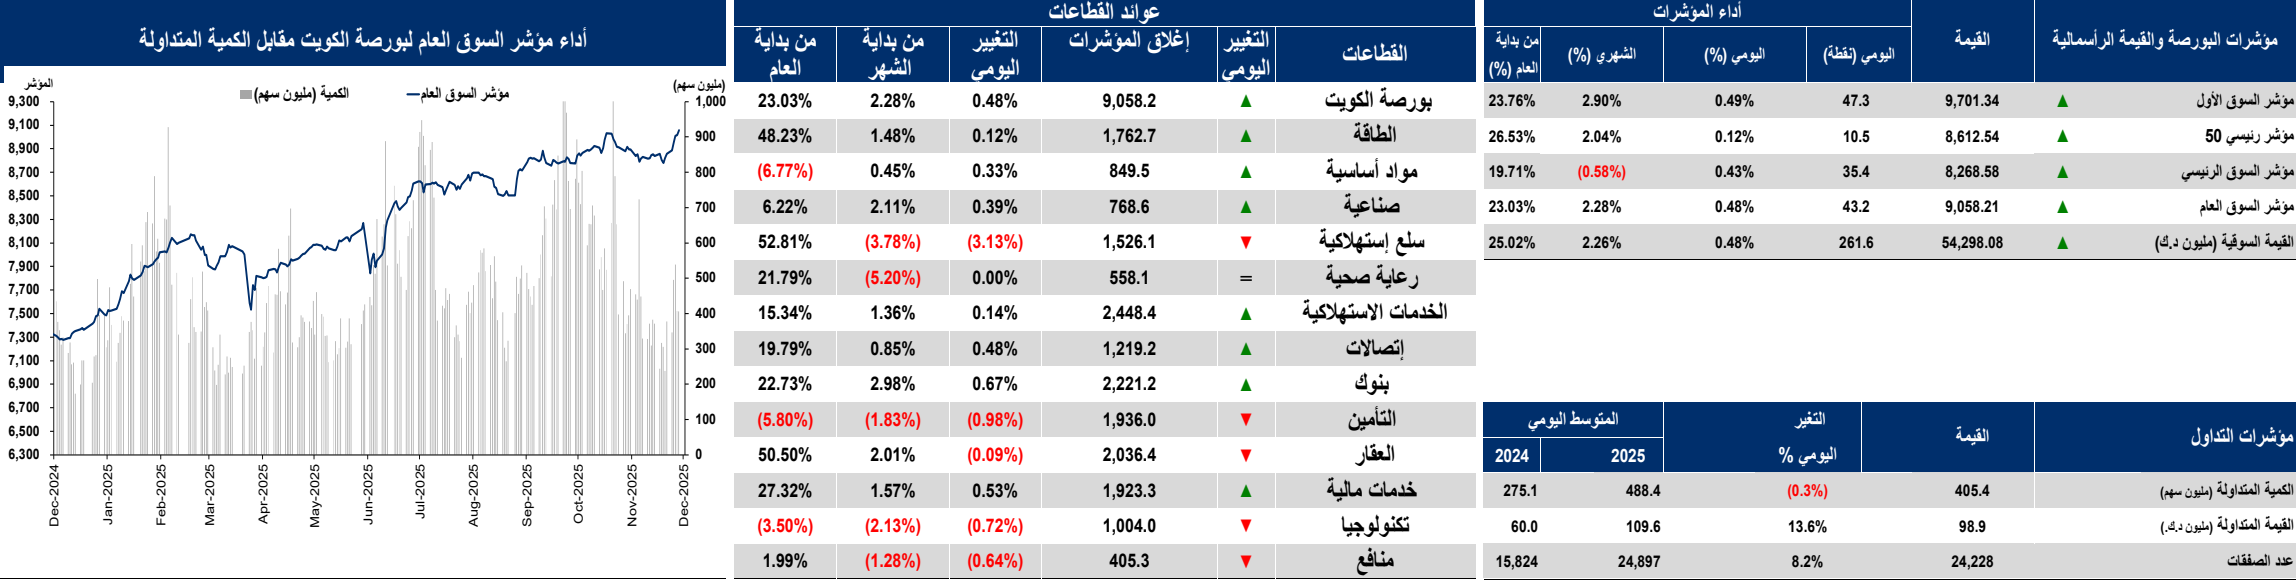 مؤشرات البورصة والقيمة الرأسمالية القيمة أداء المؤشرات
اليومي (نقطة) اليومي (%) الشهري (%) من بداية العام (%)
مؤشر السوق الأول ▲ 9,701.34 47.3 0.49% 2.90% 23.76%
مؤشر رئيسي 50 ▲ 8,612.54 10.5 0.12% 2.04% 26.53%
مؤشر السوق الرئيسي ▲ 8,268.58 35.4 0.43% (0.58%) 19.71%
مؤشر السوق العام ▲ 9,058.21 43.2 0.48% 2.28% 23.03%
القيمة السوقية (مليون د.ك) ▲ 54,298.08 261.6 0.48% 2.26% 25.02%
مؤشرات التداول القيمة التغير اليومي % المتوسط اليومي
2025 2024
الكمية المتداولة (مليون سهم) 405.4 (0.3%) 488.4 275.1
القيمة المتداولة (مليون د.ك.) 98.9 13.6% 109.6 60.0
عدد الصفقات 24,228 8.2% 24,897 15,824
عوائد القطاعات
القطاعات التغيير اليومي إغلاق المؤشرات التغيير اليومي من بداية الشهر من بداية العام
بورصة الكويت ▲ 9,058.2 0.48% 2.28% 23.03%
الطاقة ▲ 1,762.7 0.12% 1.48% 48.23%
مواد أساسية ▲ 849.5 0.33% 0.45% (6.77%)
صناعية ▲ 768.6 0.39% 2.11% 6.22%
سلع إستهلاكية ▼ 1,526.1 (3.13%) (3.78%) 52.81%
رعاية صحية = 558.1 0.00% (5.20%) 21.79%
الخدمات الاستهلاكية ▲ 2,448.4 0.14% 1.36% 15.34%
إتصالات ▲ 1,219.2 0.48% 0.85% 19.79%
بنوك ▲ 2,221.2 0.67% 2.98% 22.73%
التأمين ▼ 1,936.0 (0.98%) (1.83%) (5.80%)
العقار ▼ 2,036.4 (0.09%) 2.01% 50.50%
خدمات مالية ▲ 1,923.3 0.53% 1.57% 27.32%
تكنولوجيا ▼ 1,004.0 (0.72%) (2.13%) (3.50%)
منافع ▼ 405.3 (0.64%) (1.28%) 1.99%
أداء مؤشر السوق العام لبورصة الكويت مقابل الكمية المتداولة
(مليون سهم)
المؤشر
مؤشر السوق العام
الكمية (مليون سهم)
1,000
900
800
700
600
500
400
300
200
100
0
9,300
9,100
8,900
8,700
8,500
8,300
8,100
7,900
7,700
7,500
7,300
7,100
6,900
6,700
6,500
6,300
Dec-2024
Jan-2025
Feb-2025
Mar-2025
Apr-2025
May-2025
Jun-2025
Jul-2025
Aug-2025
Sep-2025
Oct-2025
Nov-2025
Dec-2025